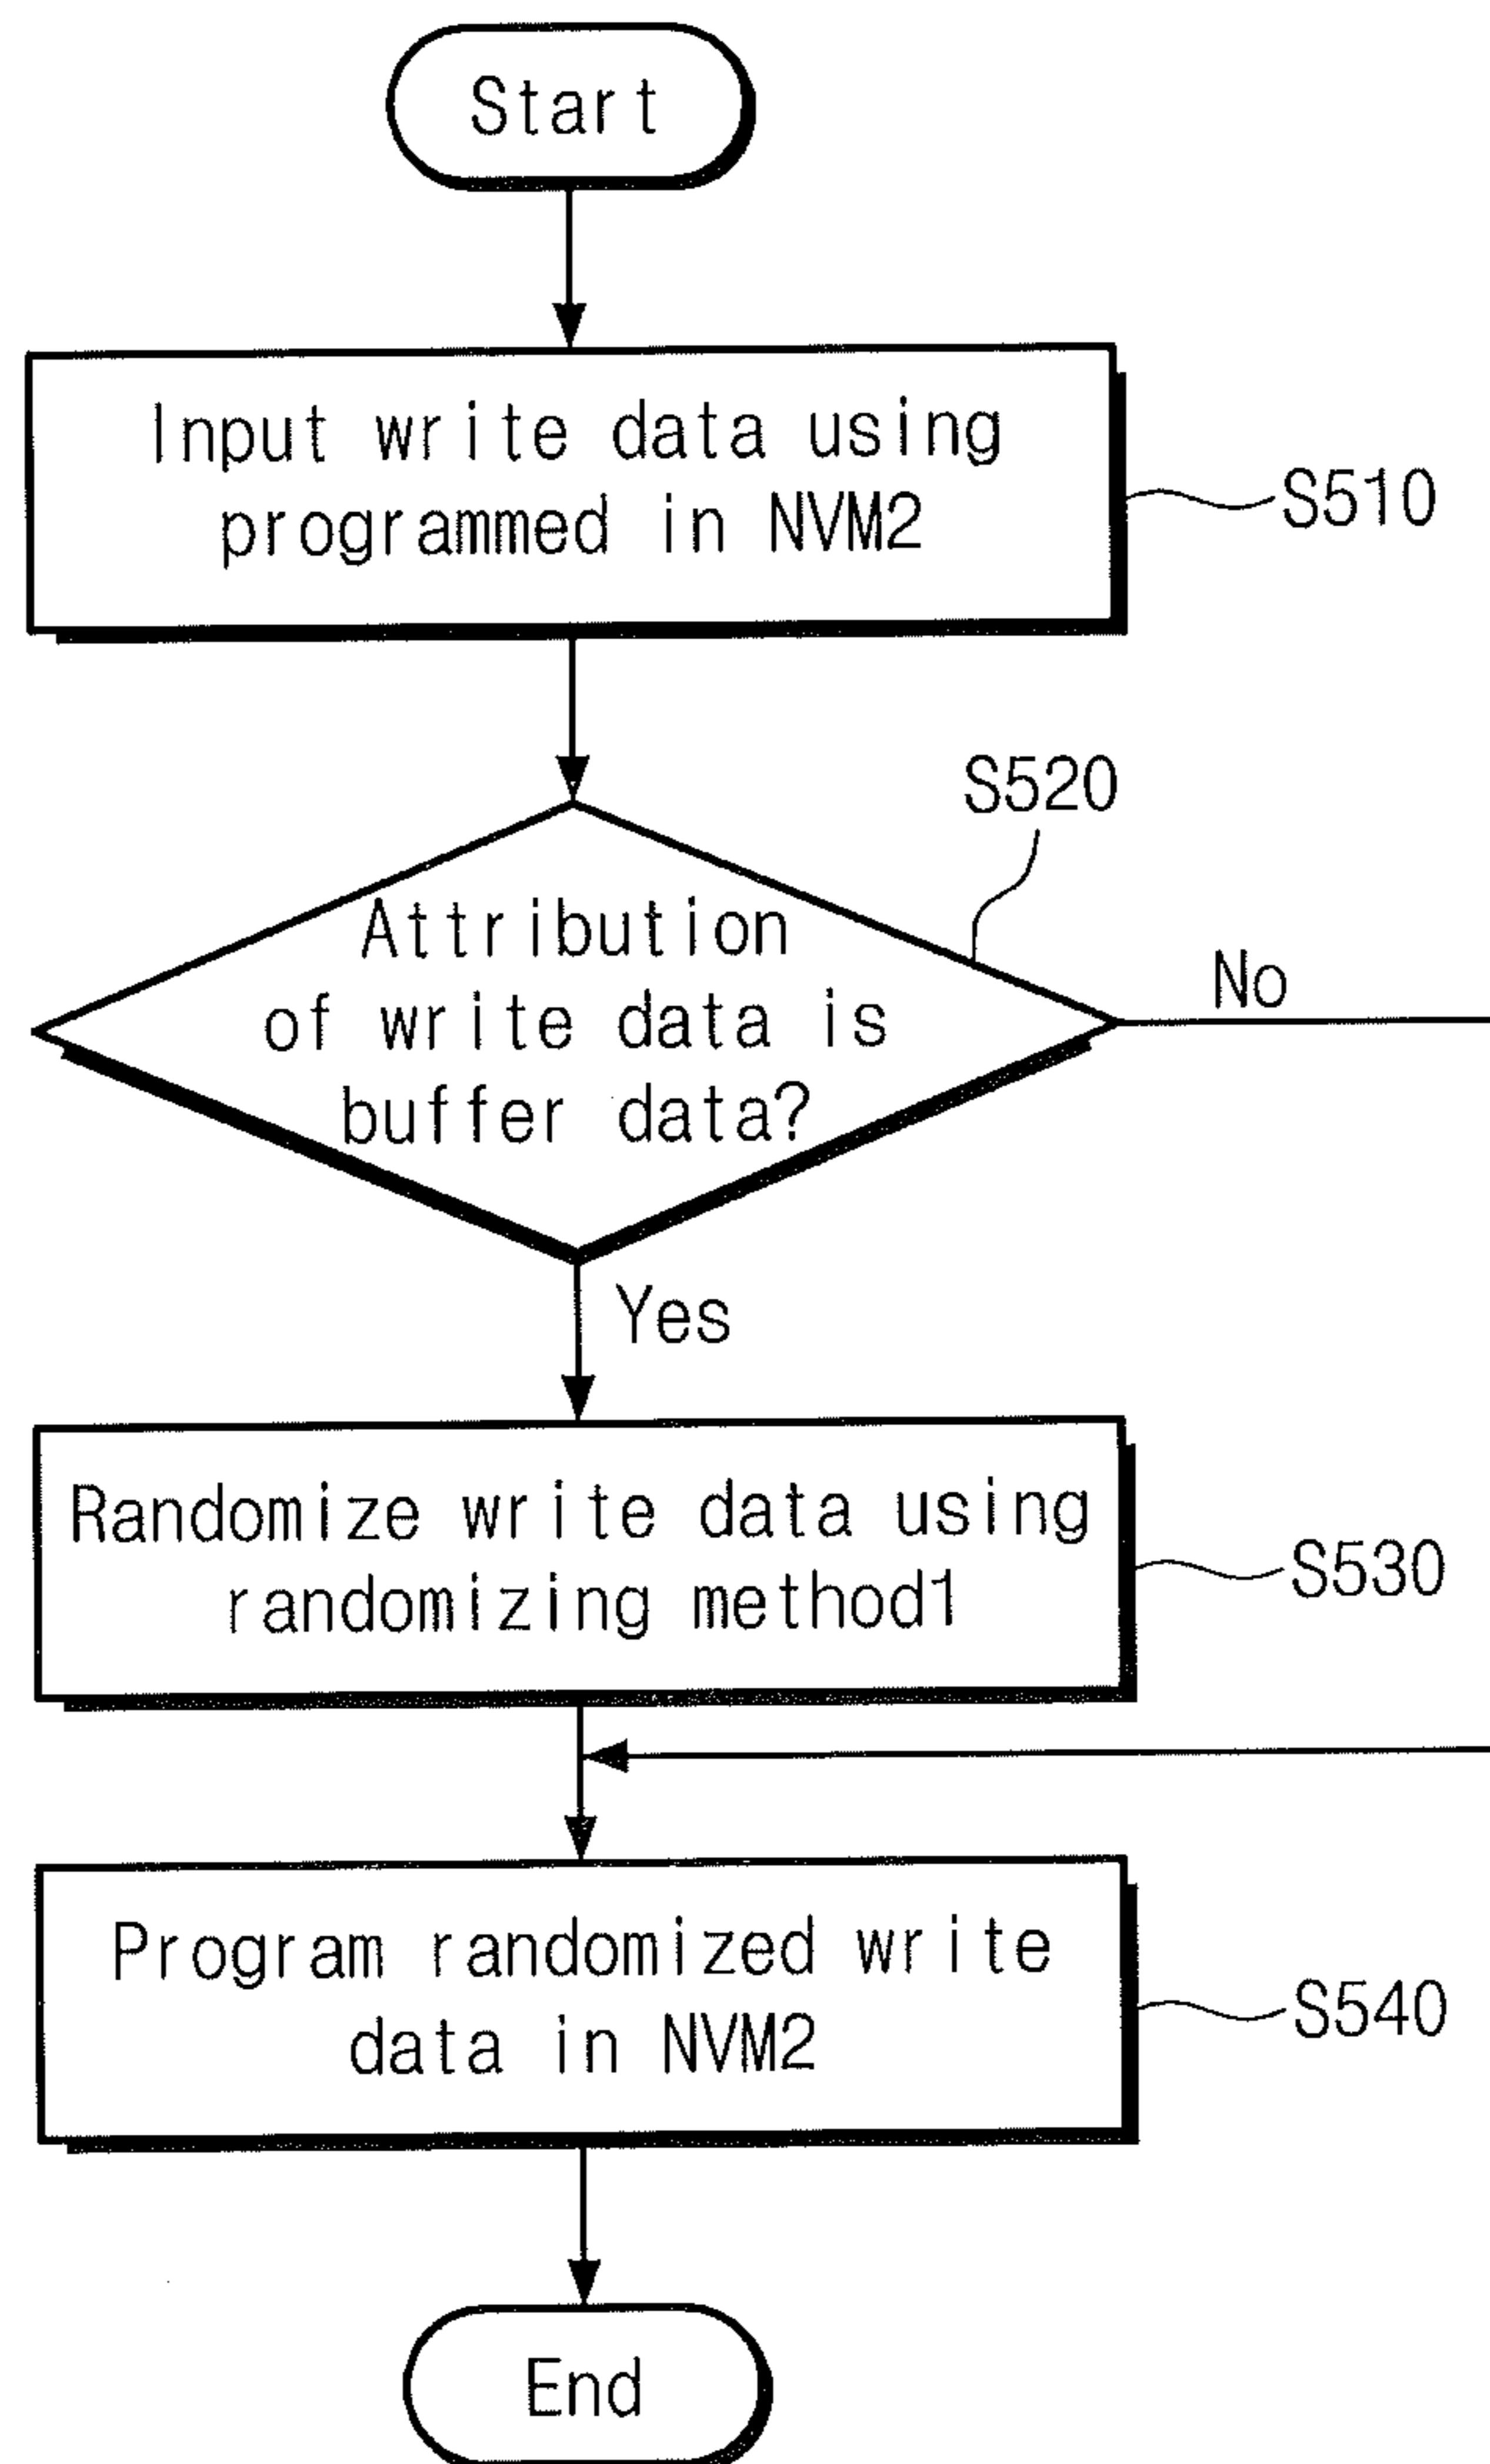 Start
Input write data using
programmed in NVM2
S510
S520
Attribution
of write data is
buffer data?
No
Yes
Randomize write data using
randomizing method1
S530
Program randomized write
data in NVM2
S540
End